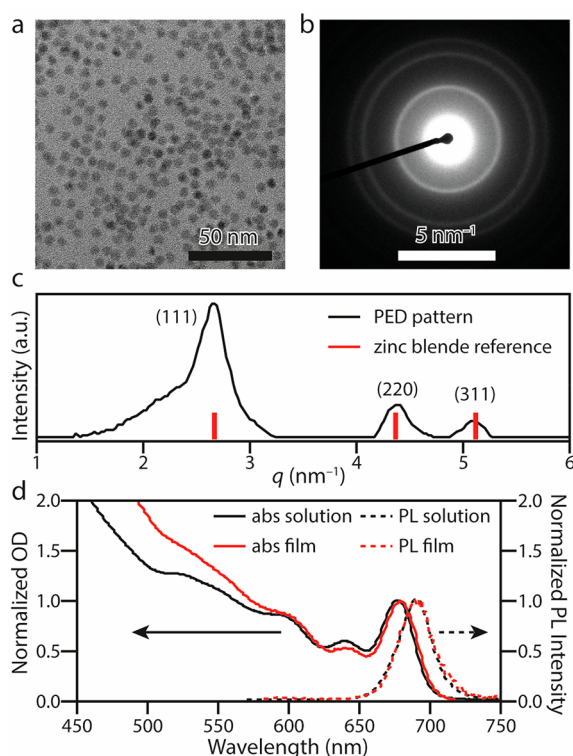 a
b
50 nm
5 nm⁻¹
c
(111)
PED pattern
zinc blende reference
(220)
(311)
Intensity (a.u.)
1 2 3 4 5 6
q (nm⁻¹)
d
2.0
1.5
1.0
0.5
0.0
Normalized OD
abs solution PL solution
abs film PL film
2.0
1.5
1.0
0.5
0.0
Normalized PL Intensity
450 500 550 600 650 700 750
Wavelength (nm)